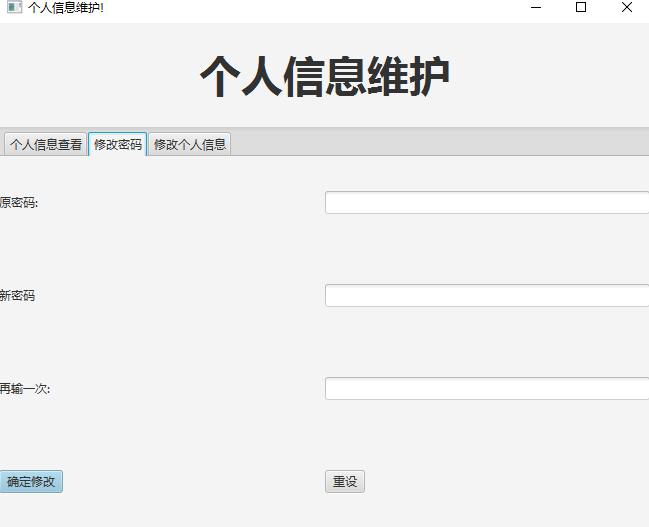 个人信息维护!
个人信息维护
个人信息查看 修改密码 修改个人信息
原密码:
新密码
再输一次:
确定修改 重设